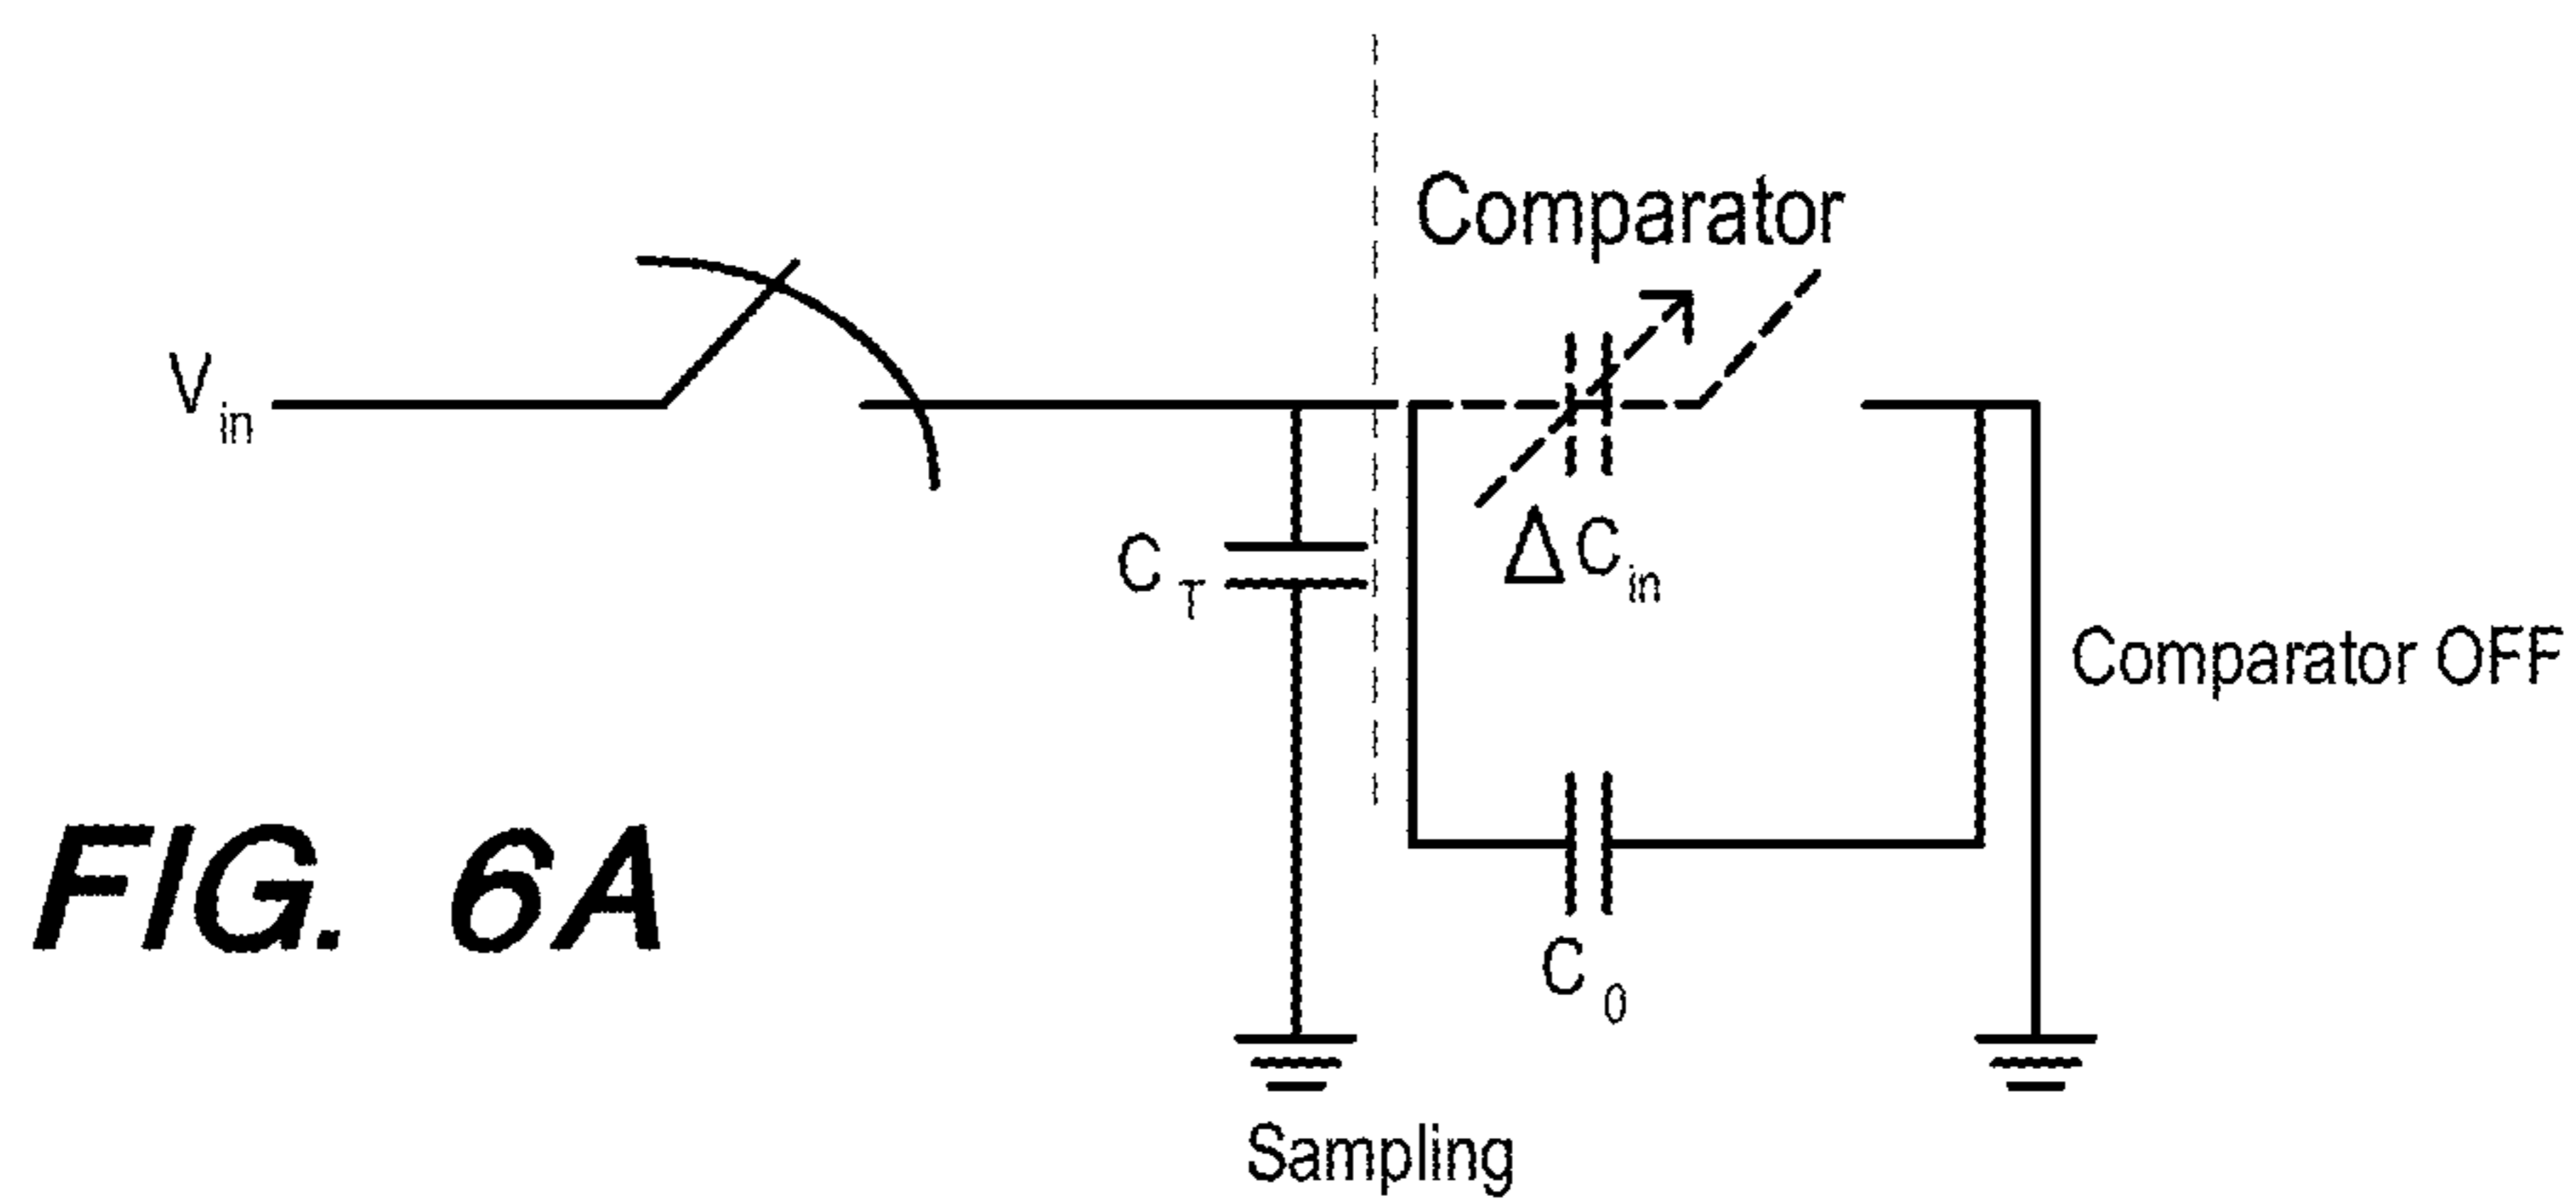 Comparator
V in
C T
ΔC in
Comparator OFF
C 0
FIG. 6A
Sampling